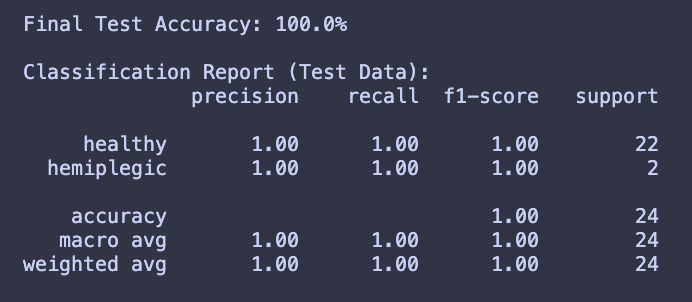 Final Test Accuracy: 100.0%
Classification Report (Test Data):
precision recall f1-score support
healthy 1.00 1.00 1.00 22
hemiplegic 1.00 1.00 1.00 2
accuracy 1.00 24
macro avg 1.00 1.00 1.00 24
weighted avg 1.00 1.00 1.00 24